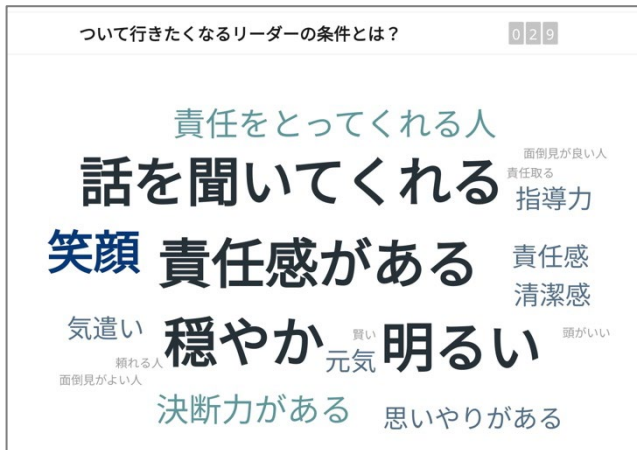 ついて行きたくなるリーダーの条件とは？
029
責任をとってくれる人
面倒見が良い人
話を聞いてくれる
責任取る
指導力
笑顔
責任感がある
責任感
清潔感
気遣い
穏やか
賢い
元気
明るい
頭がいい
頼れる人
面倒見がよい人
決断力がある
思いやりがある